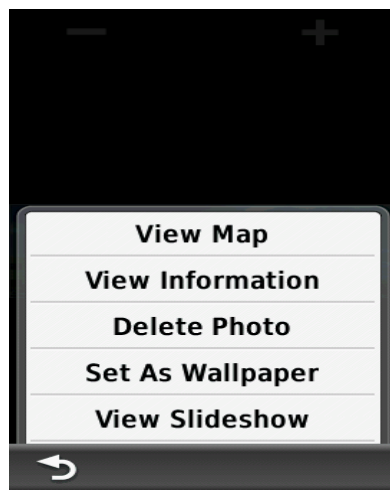 View Map
View Information
Delete Photo
Set As Wallpaper
View Slideshow